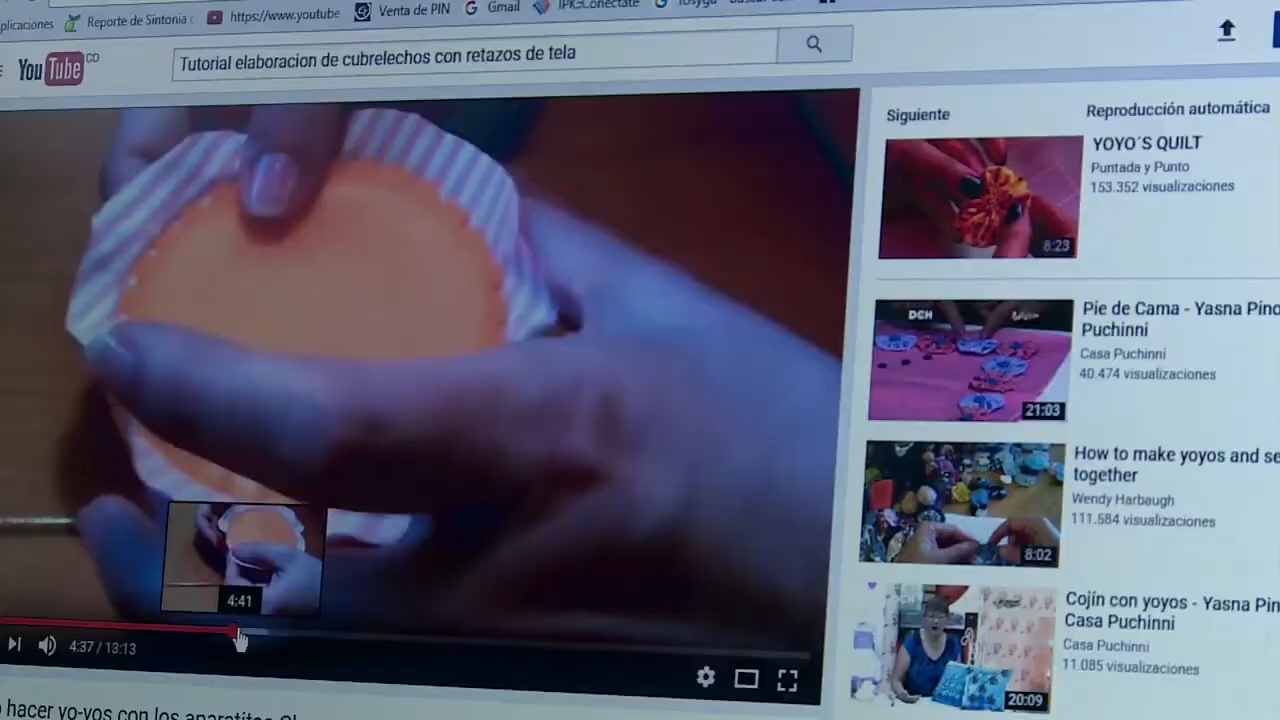 plicaciones Reporte de Sintonia https://www.youtube Venta de PIN Gmail
YouTube CO
Tutorial elaboracion de cubrelechos con retazos de tela
Siguiente
Reproducción automática
YOYO´S QUILT
Puntada y Punto
153.352 visualizaciones
8:23
Pie de Cama - Yasna Pino
Puchinni
Casa Puchinni
40.474 visualizaciones
DCH
21:03
How to make yoyos and se
together
Wendy Harbaugh
111.584 visualizaciones
8:02
Cojín con yoyos - Yasna Pin
Casa Puchinni
Casa Puchinni
11.085 visualizaciones
20:09
4:41
4:37 / 13:13
hacer yo-yos con los aparatitos